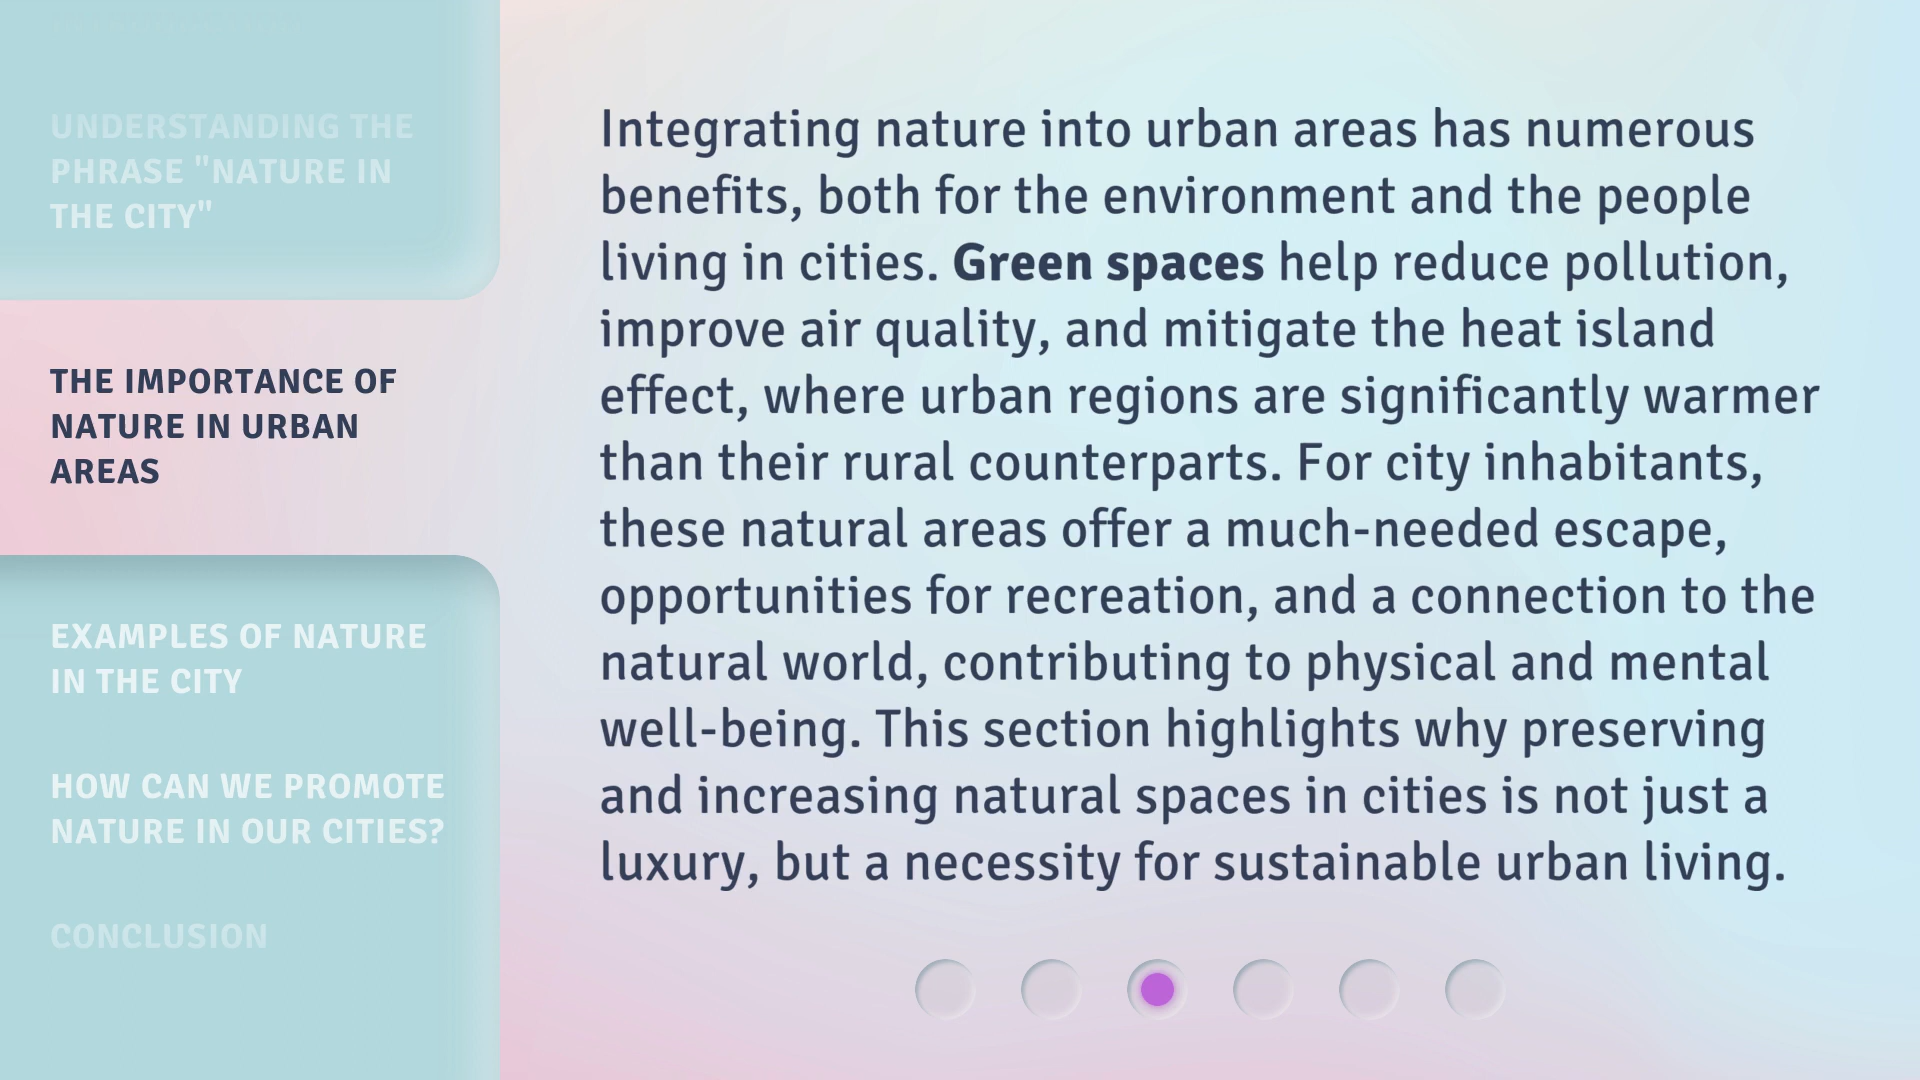 UNDERSTANDING THE
PHRASE "NATURE IN
THE CITY"
THE IMPORTANCE OF
NATURE IN URBAN
AREAS
EXAMPLES OF NATURE
IN THE CITY
HOW CAN WE PROMOTE
NATURE IN OUR CITIES?
CONCLUSION
Integrating nature into urban areas has numerous
benefits, both for the environment and the people
living in cities. Green spaces help reduce pollution,
improve air quality, and mitigate the heat island
effect, where urban regions are significantly warmer
than their rural counterparts. For city inhabitants,
these natural areas offer a much-needed escape,
opportunities for recreation, and a connection to the
natural world, contributing to physical and mental
well-being. This section highlights why preserving
and increasing natural spaces in cities is not just a
luxury, but a necessity for sustainable urban living.